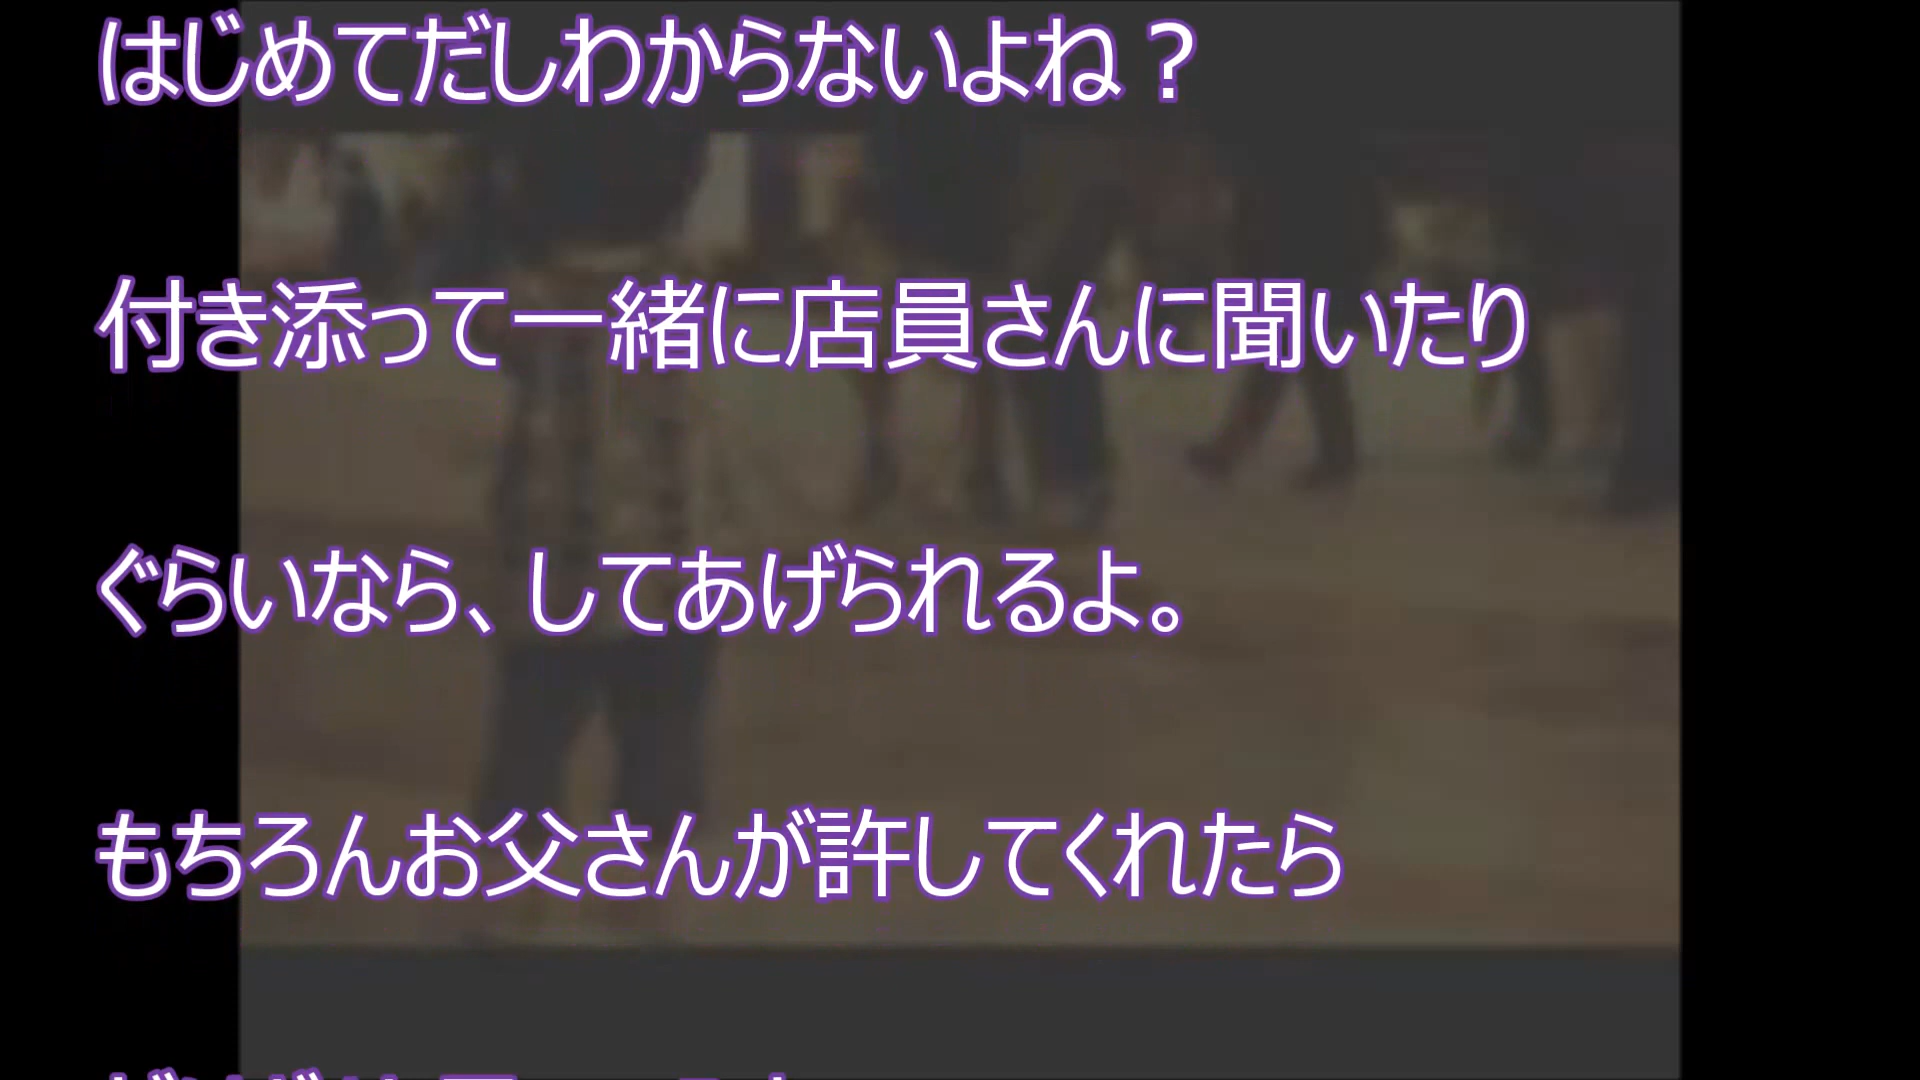 はじめてだしわからないよね？
付き添って一緒に店員さんに聞いたり
ぐらいなら、してあげられるよ。
もちろんお父さんが許してくれたら